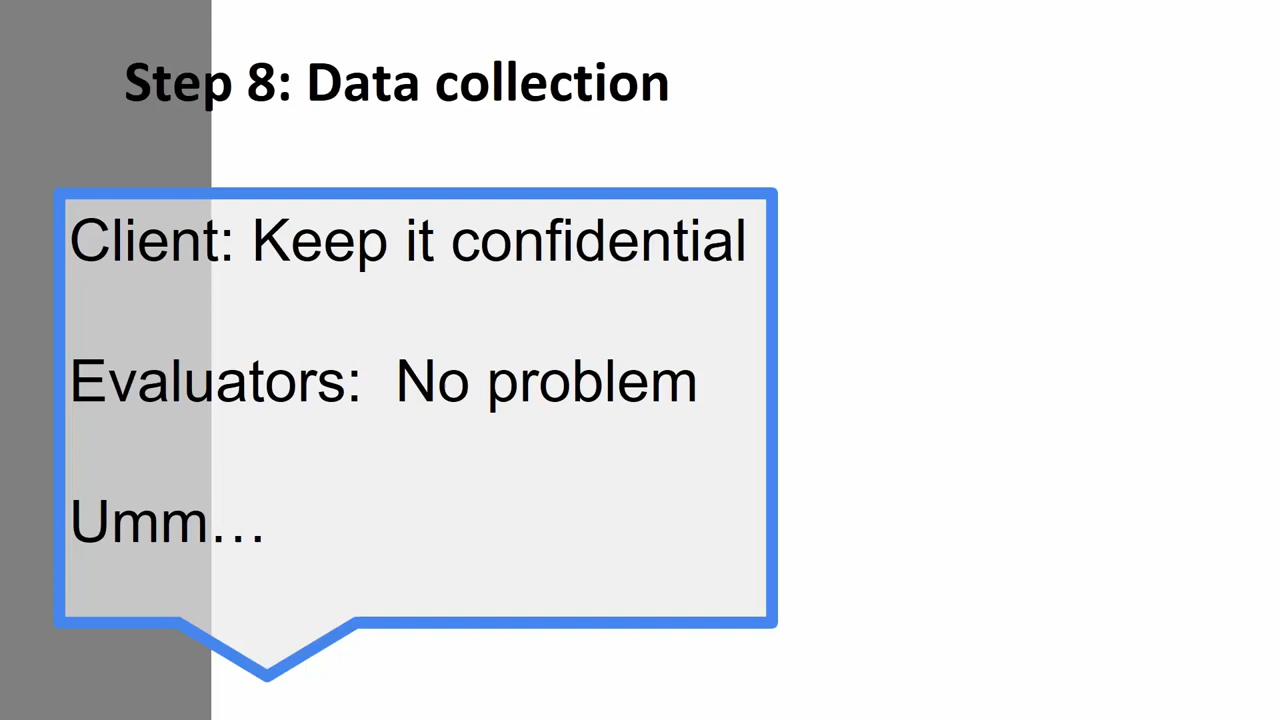 Step 8: Data collection
Client: Keep it confidential
Evaluators: No problem
Umm…